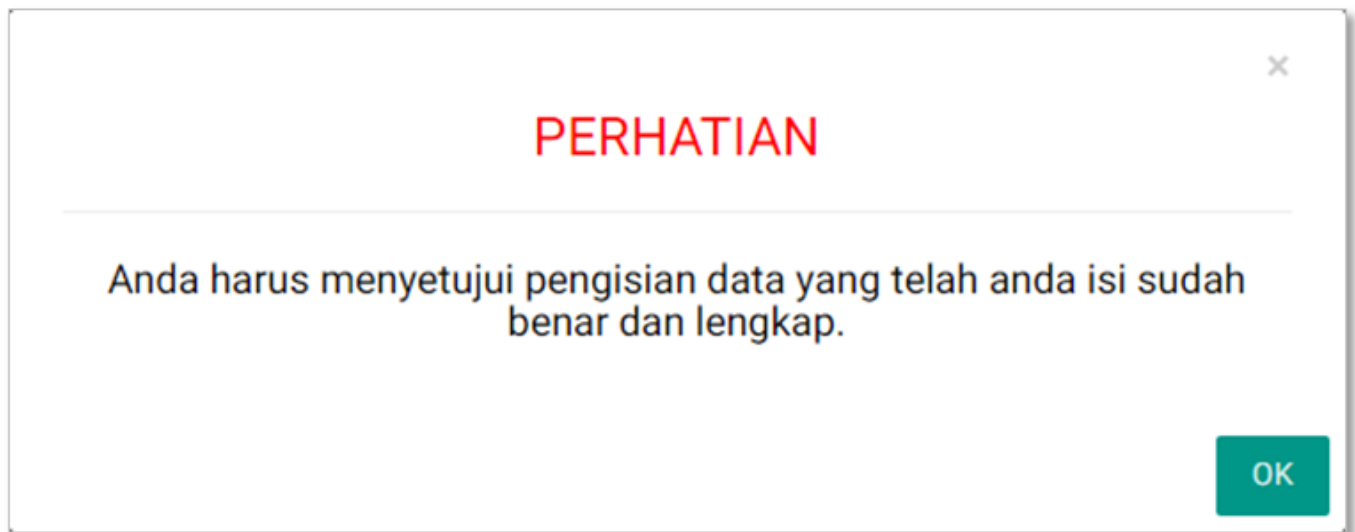 ×
PERHATIAN
Anda harus menyetujui pengisian data yang telah anda isi sudah
benar dan lengkap.
OK